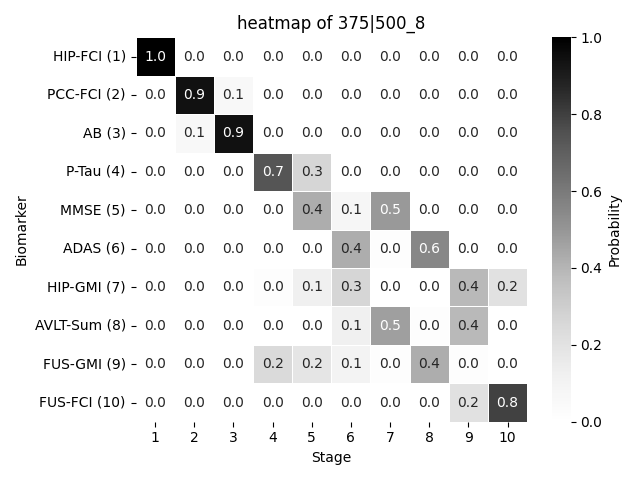 heatmap of 375|500_8
HIP-FCI (1) 1.0 0.0 0.0 0.0 0.0 0.0 0.0 0.0 0.0 0.0
PCC-FCI (2) 0.0 0.9 0.1 0.0 0.0 0.0 0.0 0.0 0.0 0.0
AB (3) 0.0 0.1 0.9 0.0 0.0 0.0 0.0 0.0 0.0 0.0
P-Tau (4) 0.0 0.0 0.0 0.7 0.3 0.0 0.0 0.0 0.0 0.0
MMSE (5) 0.0 0.0 0.0 0.0 0.4 0.1 0.5 0.0 0.0 0.0
ADAS (6) 0.0 0.0 0.0 0.0 0.0 0.4 0.0 0.6 0.0 0.0
HIP-GMI (7) 0.0 0.0 0.0 0.0 0.1 0.3 0.0 0.0 0.4 0.2
AVLT-Sum (8) 0.0 0.0 0.0 0.0 0.0 0.1 0.5 0.0 0.4 0.0
FUS-GMI (9) 0.0 0.0 0.0 0.2 0.2 0.1 0.0 0.4 0.0 0.0
FUS-FCI (10) 0.0 0.0 0.0 0.0 0.0 0.0 0.0 0.0 0.2 0.8
1 2 3 4 5 6 7 8 9 10
Stage
Biomarker
1.0
0.8
0.6
0.4
0.2
0.0
Probability